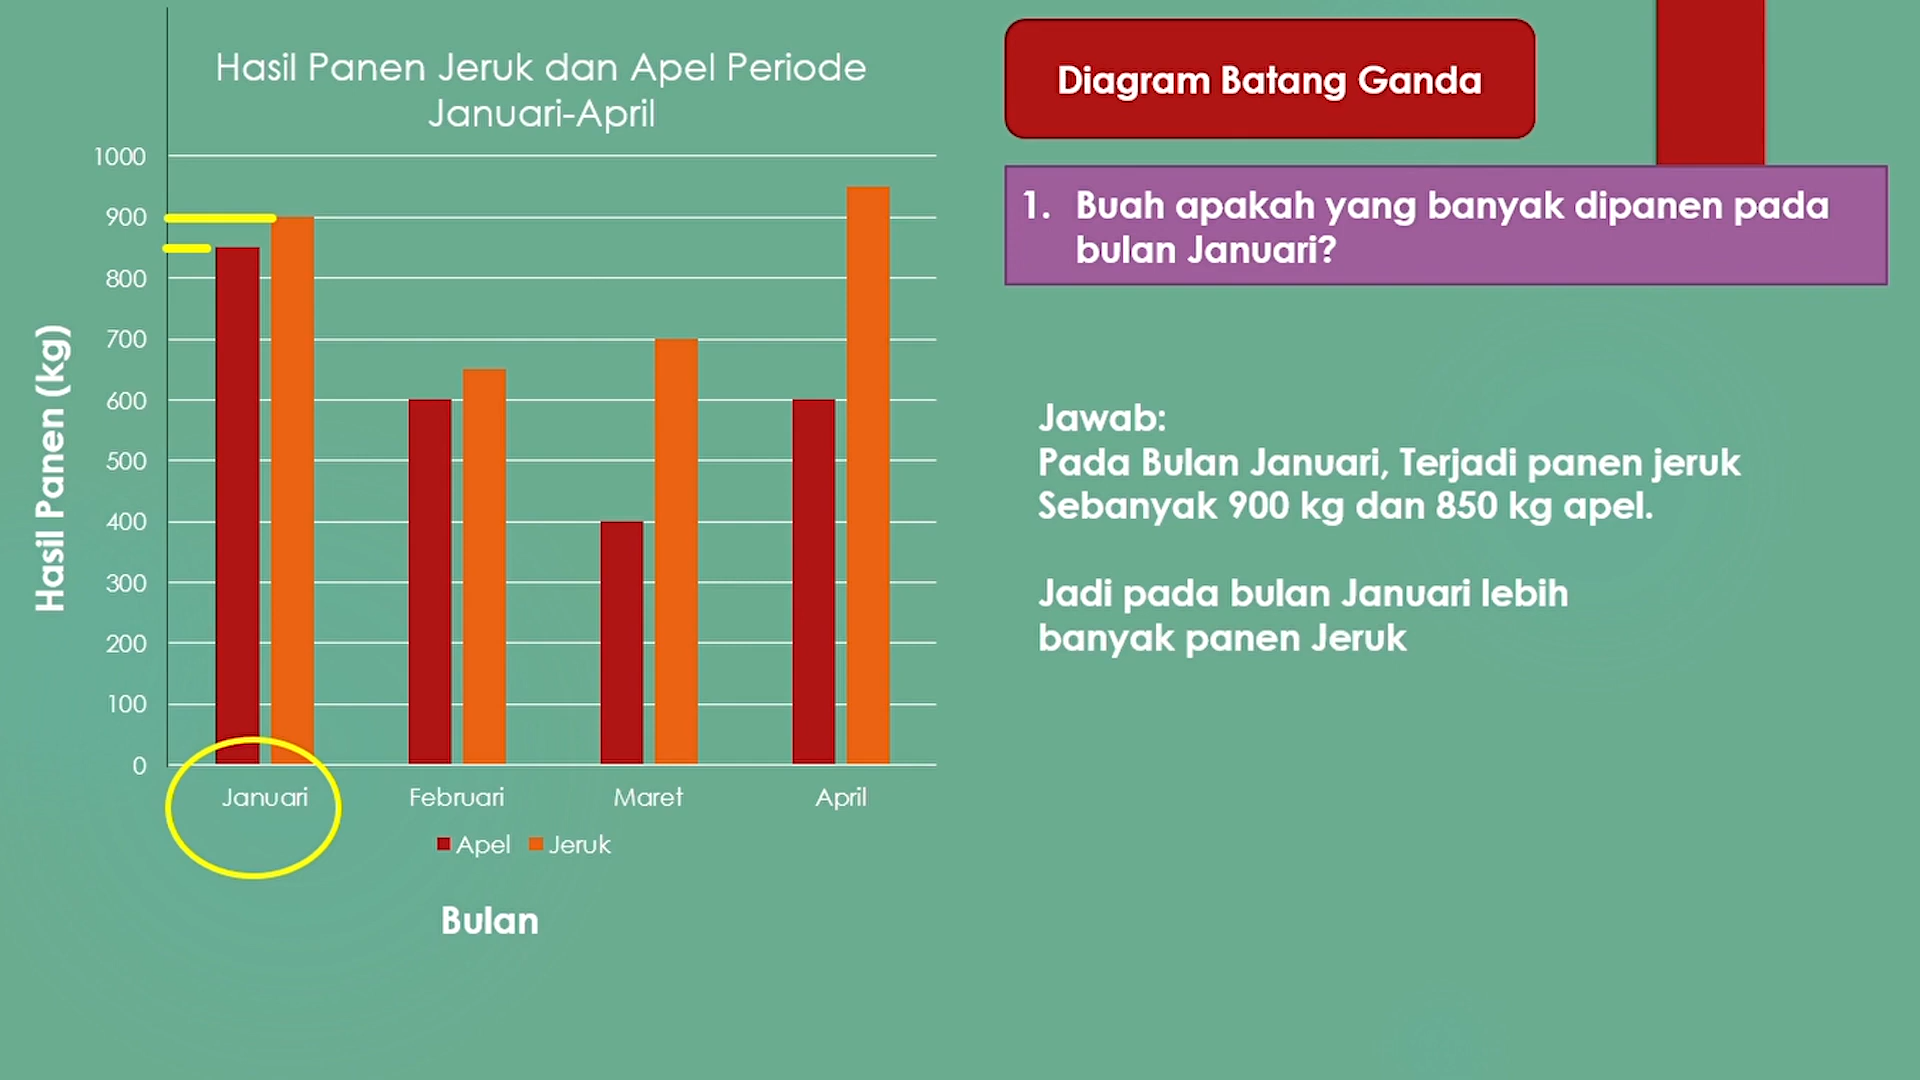 Hasil Panen Jeruk dan Apel Periode
Januari-April
1000
900
800
700
600
500
400
300
200
100
0
Hasil Panen (kg)
Januari
Februari
Maret
April
Apel
Jeruk
Bulan
Diagram Batang Ganda
1. Buah apakah yang banyak dipanen pada
bulan Januari?
Jawab:
Pada Bulan Januari, Terjadi panen jeruk
Sebanyak 900 kg dan 850 kg apel.
Jadi pada bulan Januari lebih
banyak panen Jeruk